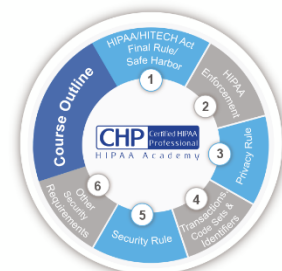 Course Outline
HIPAA/HITECH Act
Final Rule/
Safe Harbor
1
HIPAA
Enforcement
2
Privacy Rule
3
Transactions,
Code Sets &
Identifiers
4
Security Rule
5
Other
Security
Requirements
6
CHP Certified HIPAA
Professional
HIPAA Academy